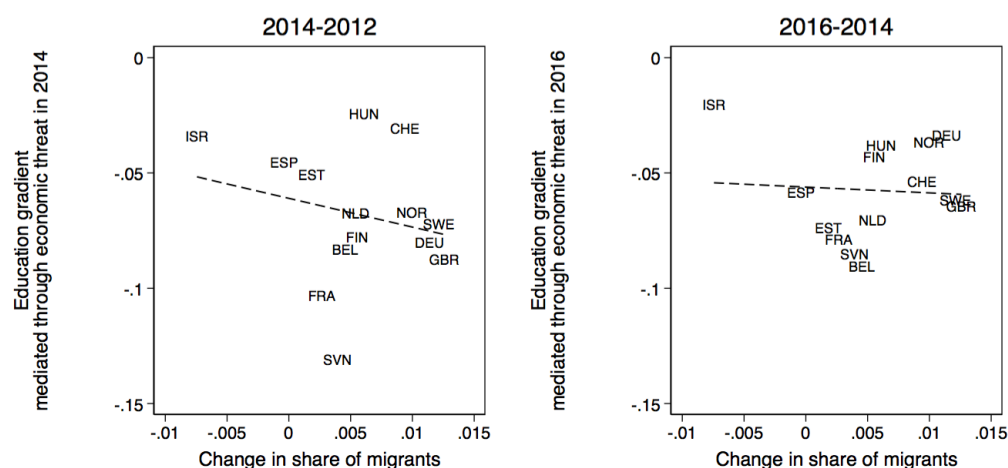 2014-2012
Education gradient
mediated through economic threat in 2014
0
-.05
-.1
-.15
ISR
HUN
CHE
ESP
EST
NLD
NOR
SWE
FIN
DEU
BEL
GBR
FRA
SVN
-.01
-.005
0
.005
.01
.015
Change in share of migrants
2016-2014
Education gradient
mediated through economic threat in 2016
0
-.05
-.1
-.15
ISR
DEU
NOR
HUN
FIN
CHE
ESP
SWE
GBR
NLD
EST
FRA
SVN
BEL
-.01
-.005
0
.005
.01
.015
Change in share of migrants